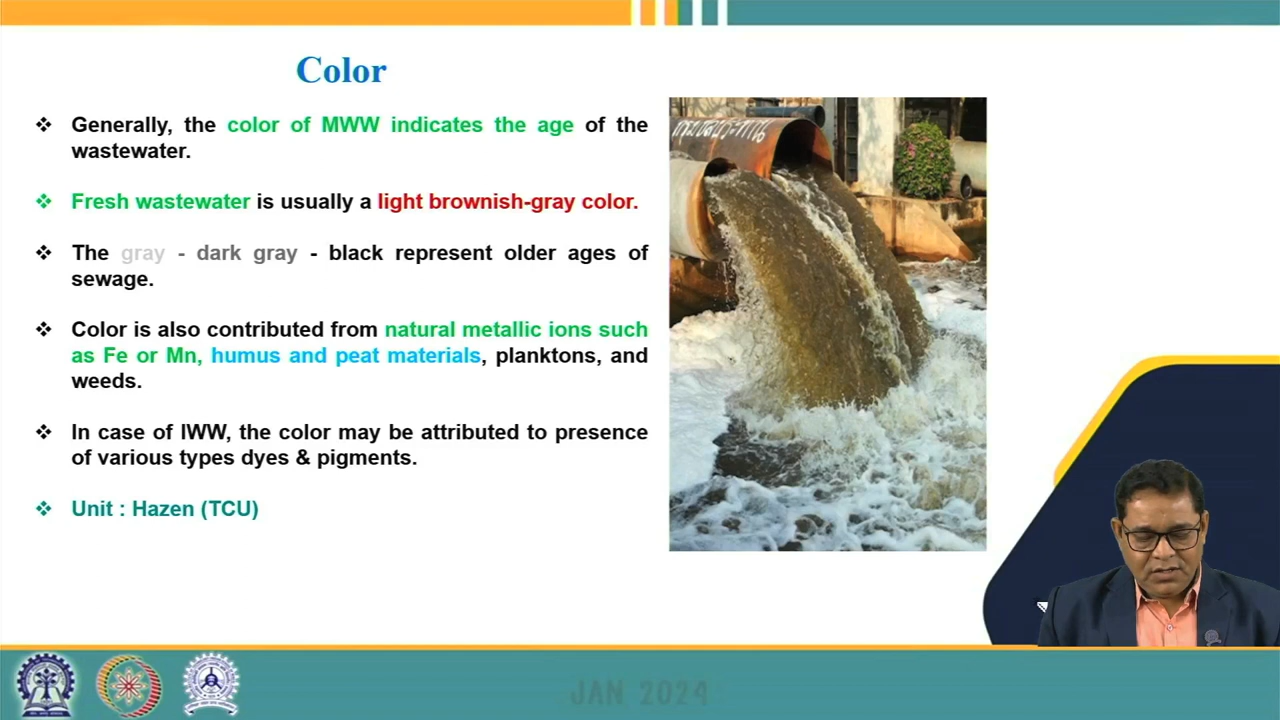 Color
Generally, the color of MWW indicates the age of the
wastewater.
Fresh wastewater is usually a light brownish-gray color.
The gray - dark gray - black represent older ages of
sewage.
Color is also contributed from natural metallic ions such
as Fe or Mn, humus and peat materials, planktons, and
weeds.
In case of IWW, the color may be attributed to presence
of various types dyes & pigments.
Unit : Hazen (TCU)
JAN 2024